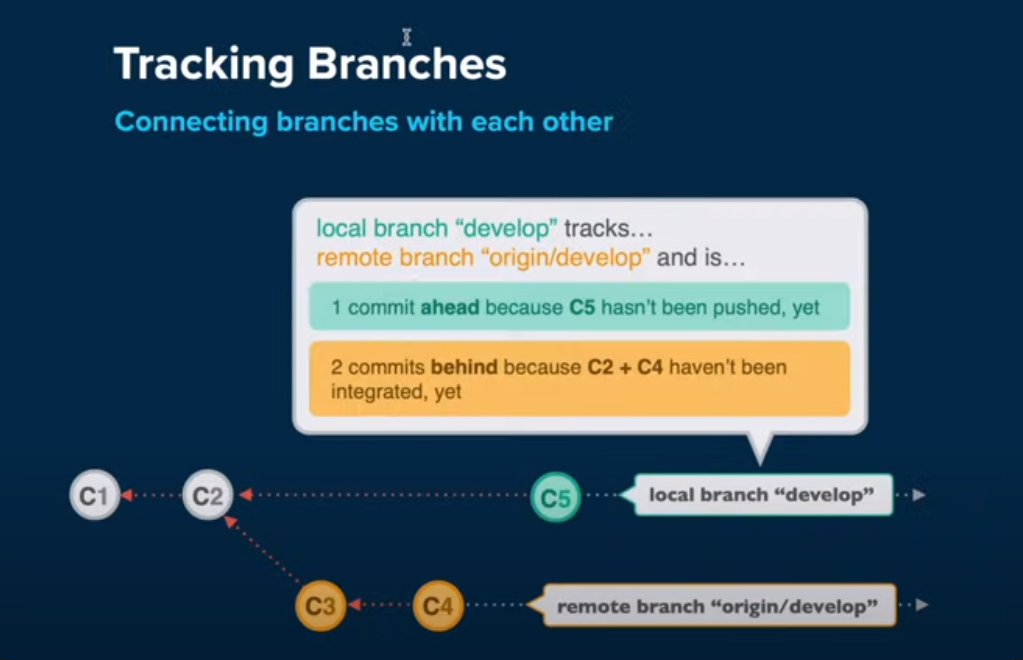 Tracking Branches
Connecting branches with each other
local branch “develop” tracks...
remote branch “origin/develop” and is...
1 commit ahead because C5 hasn’t been pushed, yet
2 commits behind because C2 + C4 haven’t been
integrated, yet
C1
C2
C5
local branch “develop”
C3
C4
remote branch “origin/develop”